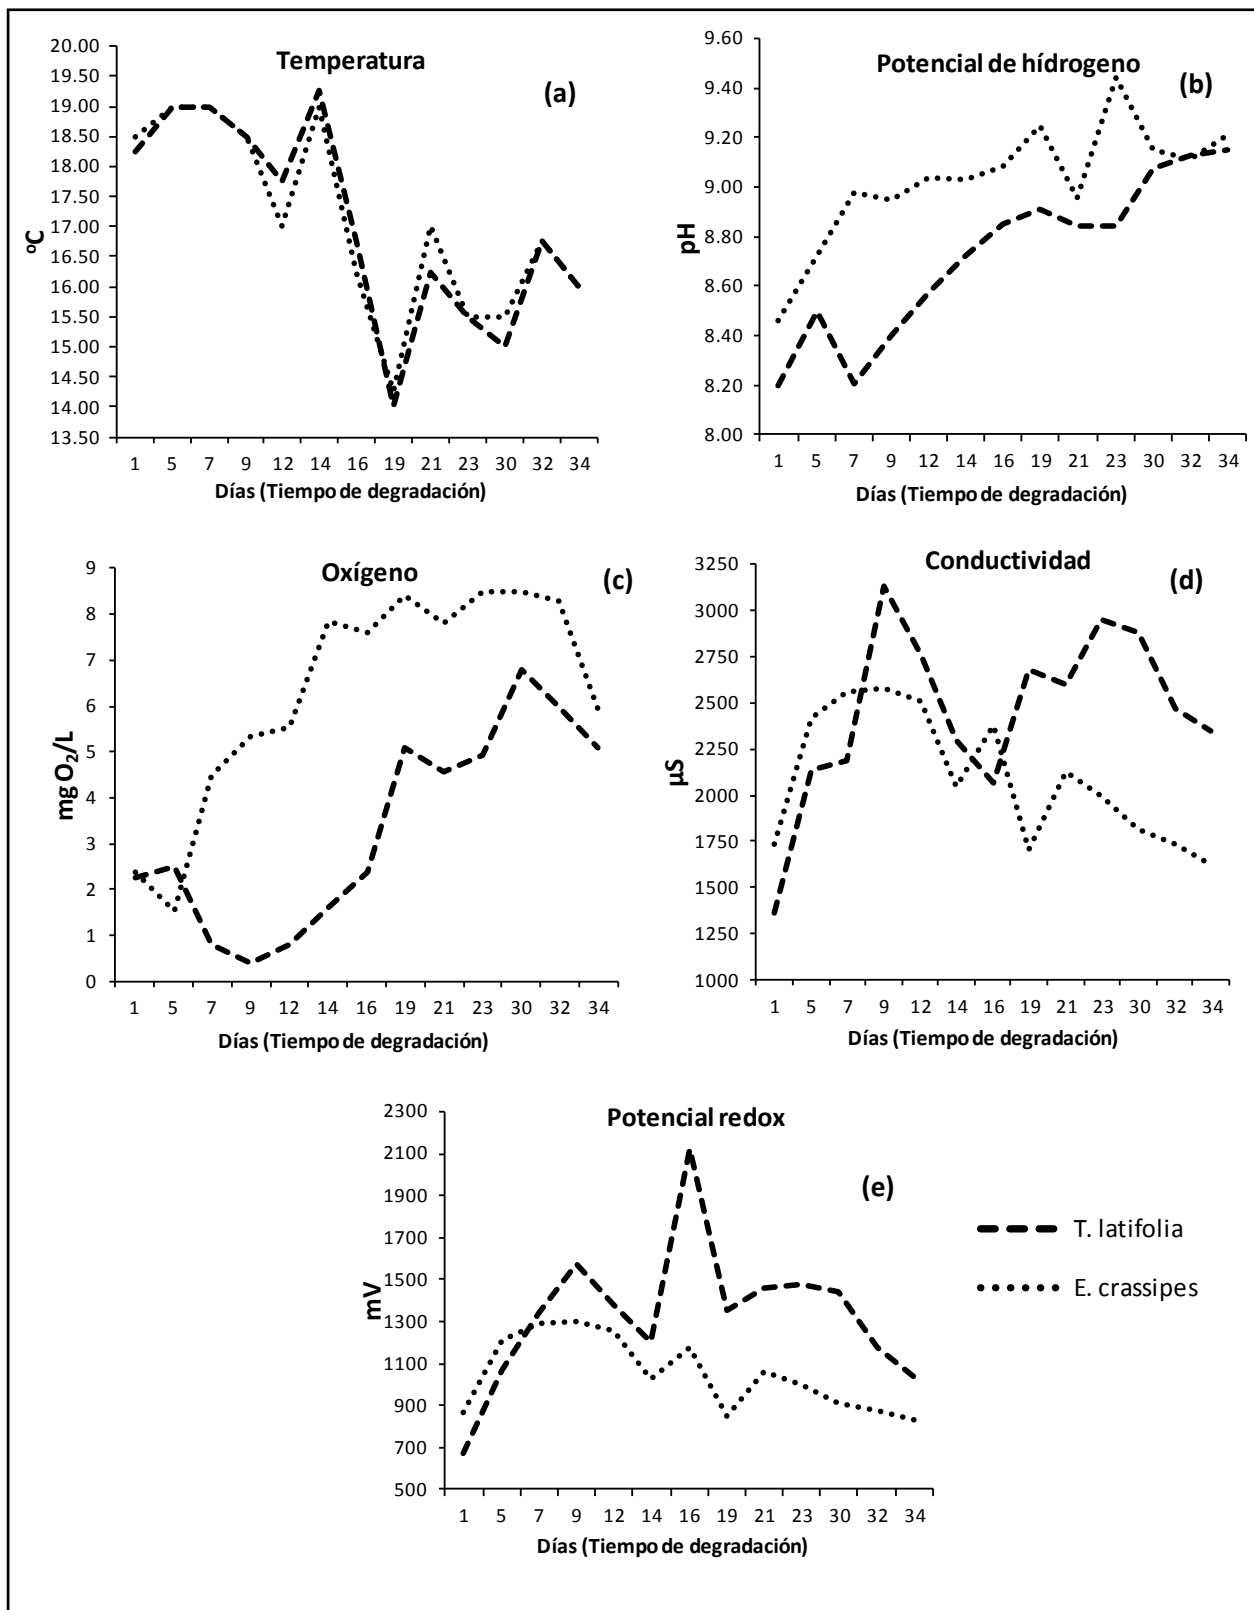 Temperatura
(a)
20.00
19.50
19.00
18.50
18.00
17.50
17.00
16.50
16.00
15.50
15.00
14.50
14.00
13.50
ºC
1 5 7 9 12 14 16 19 21 23 30 32 34
Días (Tiempo de degradación)
Potencial de hídrogeno
(b)
9.60
9.40
9.20
9.00
8.80
8.60
8.40
8.20
8.00
pH
1 5 7 9 12 14 16 19 21 23 30 32 34
Días (Tiempo de degradación)
Oxígeno
(c)
9
8
7
6
5
4
3
2
1
0
mg O₂/L
1 5 7 9 12 14 16 19 21 23 30 32 34
Días (Tiempo de degradación)
Conductividad
(d)
3250
3000
2750
2500
2250
2000
1750
1500
1250
1000
µS
1 5 7 9 12 14 16 19 21 23 30 32 34
Días (Tiempo de degradación)
Potencial redox
(e)
2300
2100
1900
1700
1500
1300
1100
900
700
500
mV
1 5 7 9 12 14 16 19 21 23 30 32 34
Días (Tiempo de degradación)
T. latifolia
E. crassipes